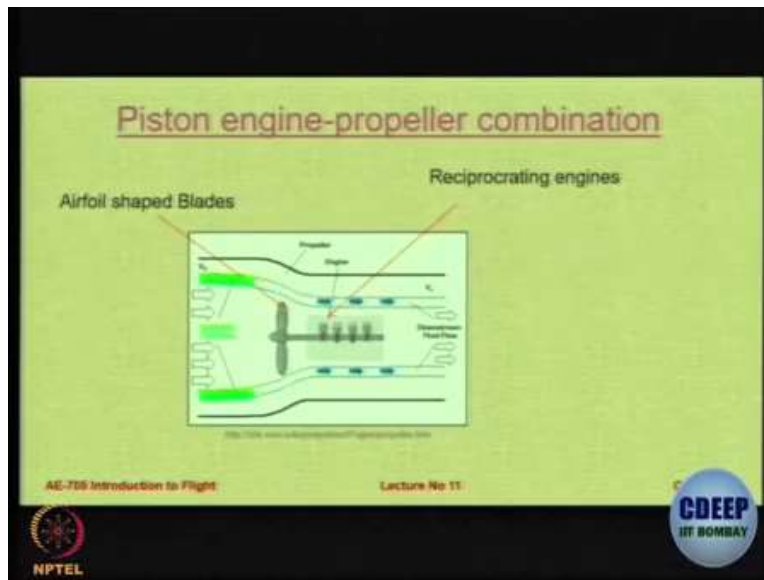 Piston engine-propeller combination
Reciprocrating engines
Airfoil shaped Blades
Propeller
Engine
Downstream
AE-705 Introduction to Flight
Lecture No 11
C
CDEEP
IIT BOMBAY
NPTEL